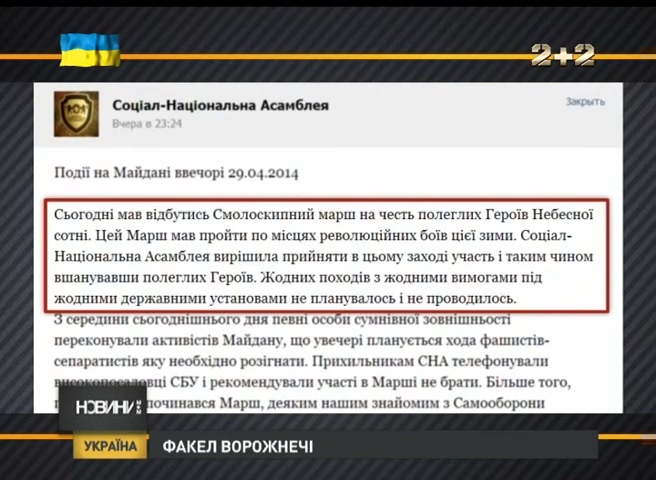 2+2
Соціал-Національна Асамблея
Закрыть
Вчера в 23:24
Події на Майдані ввечорі 29.04.2014
Сьогодні мав відбутись Смолоскипний марш на честь полеглих Героїв Небесної
сотні. Цей Марш мав пройти по місцях революційних боїв цієї зими. Соціал-
Національна Асамблея вирішила прийняти в цьому заході участь і таким чином
вшанувавши полеглих Героїв. Жодних походів з жодними вимогами під
жодними державними установами не планувалось і не проводилось.
З середини сьогоднішнього дня певні особи сумнівної зовнішньості
переконували активістів Майдану, що увечері планується хода фашистів-
сепаратистів яку необхідно розігнати. Прихильникам СНА телефонували
високопосадовці СБУ і рекомендували участі в Марші не брати. Більше того,
починався Марш, деяким нашим знайомим з Самооборони
НОВИНИ
УКРАЇНА
ФАКЕЛ ВОРОЖНЕЧІ